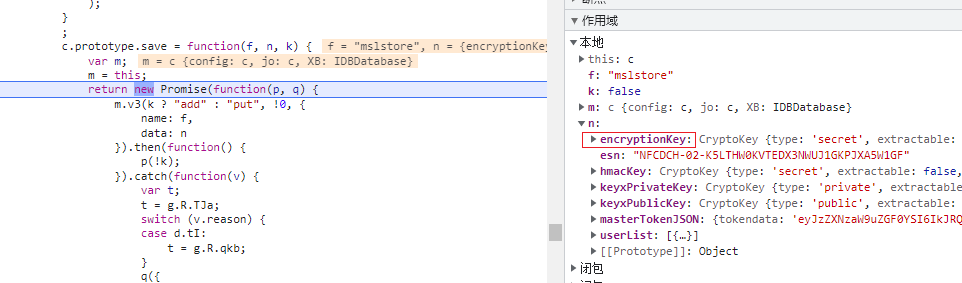 );
}
;
c.prototype.save = function(f, n, k) { f = "mslstore", n = {encryptionKey
var m; m = c {config: c, jo: c, XB: IDBDatabase}
m = this;
return new Promise(function(p, q) {
m.v3(k ? "add" : "put", !0, {
name: f,
data: n
}).then(function() {
p(!k);
}).catch(function(v) {
var t;
t = g.R.TJa;
switch (v.reason) {
case d.tI:
t = g.R.qkb;
}
q({
作用域
本地
this: c
f: "mslstore"
k: false
m: c {config: c, jo: c, XB: IDBDatabase}
n:
encryptionKey: CryptoKey {type: 'secret', extractable:
esn: "NFCDCH-02-K5LTHW0KVTEDX3NWUJ1GKPJXA5W1GF"
hmacKey: CryptoKey {type: 'secret', extractable: false,
keyxPrivateKey: CryptoKey {type: 'private', extractable
keyxPublicKey: CryptoKey {type: 'public', extractable:
masterTokenJSON: {tokendata: 'eyJzZXNzaW9uZGF0YSI6IkJRQ
userList: [{…}]
[[Prototype]]: Object
闭包